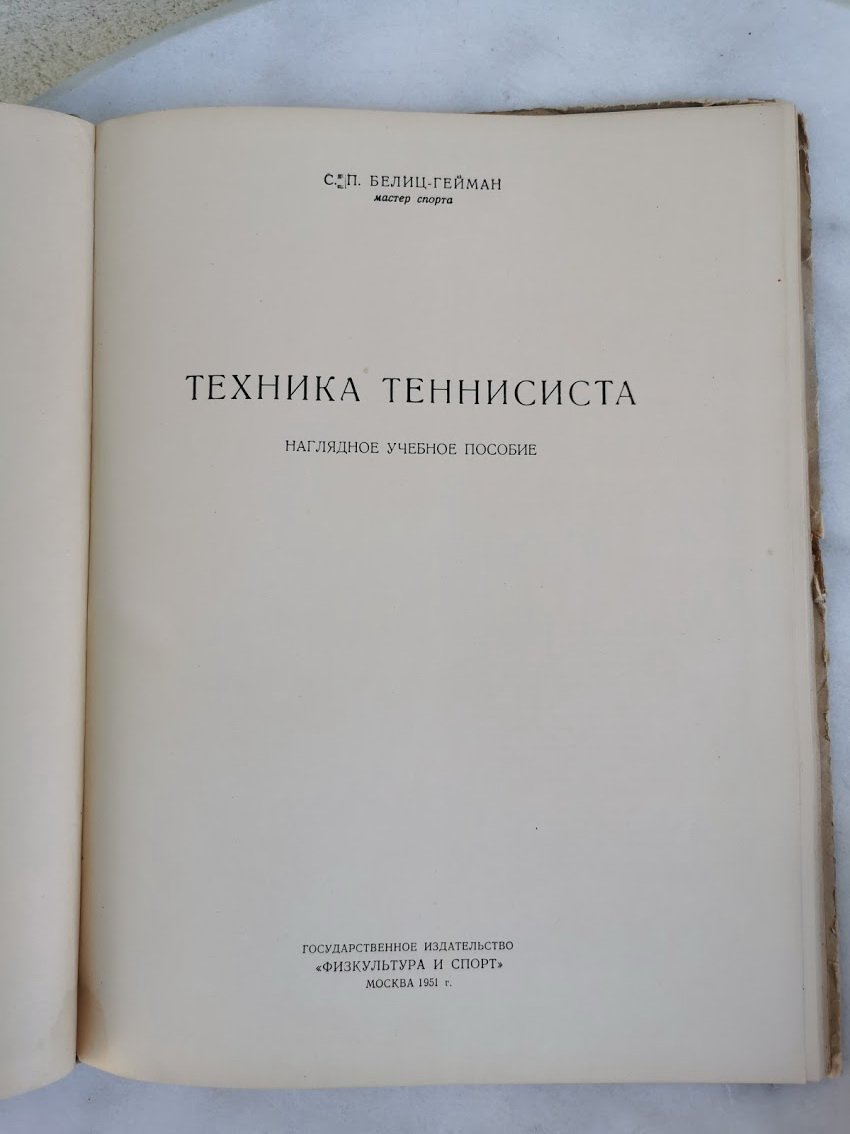 С. П. БЕЛИЦ-ГЕЙМАН
мастер спорта
ТЕХНИКА ТЕННИСИСТА
НАГЛЯДНОЕ УЧЕБНОЕ ПОСОБИЕ
ГОСУДАРСТВЕННОЕ ИЗДАТЕЛЬСТВО
«ФИЗКУЛЬТУРА И СПОРТ»
МОСКВА 1951 г.